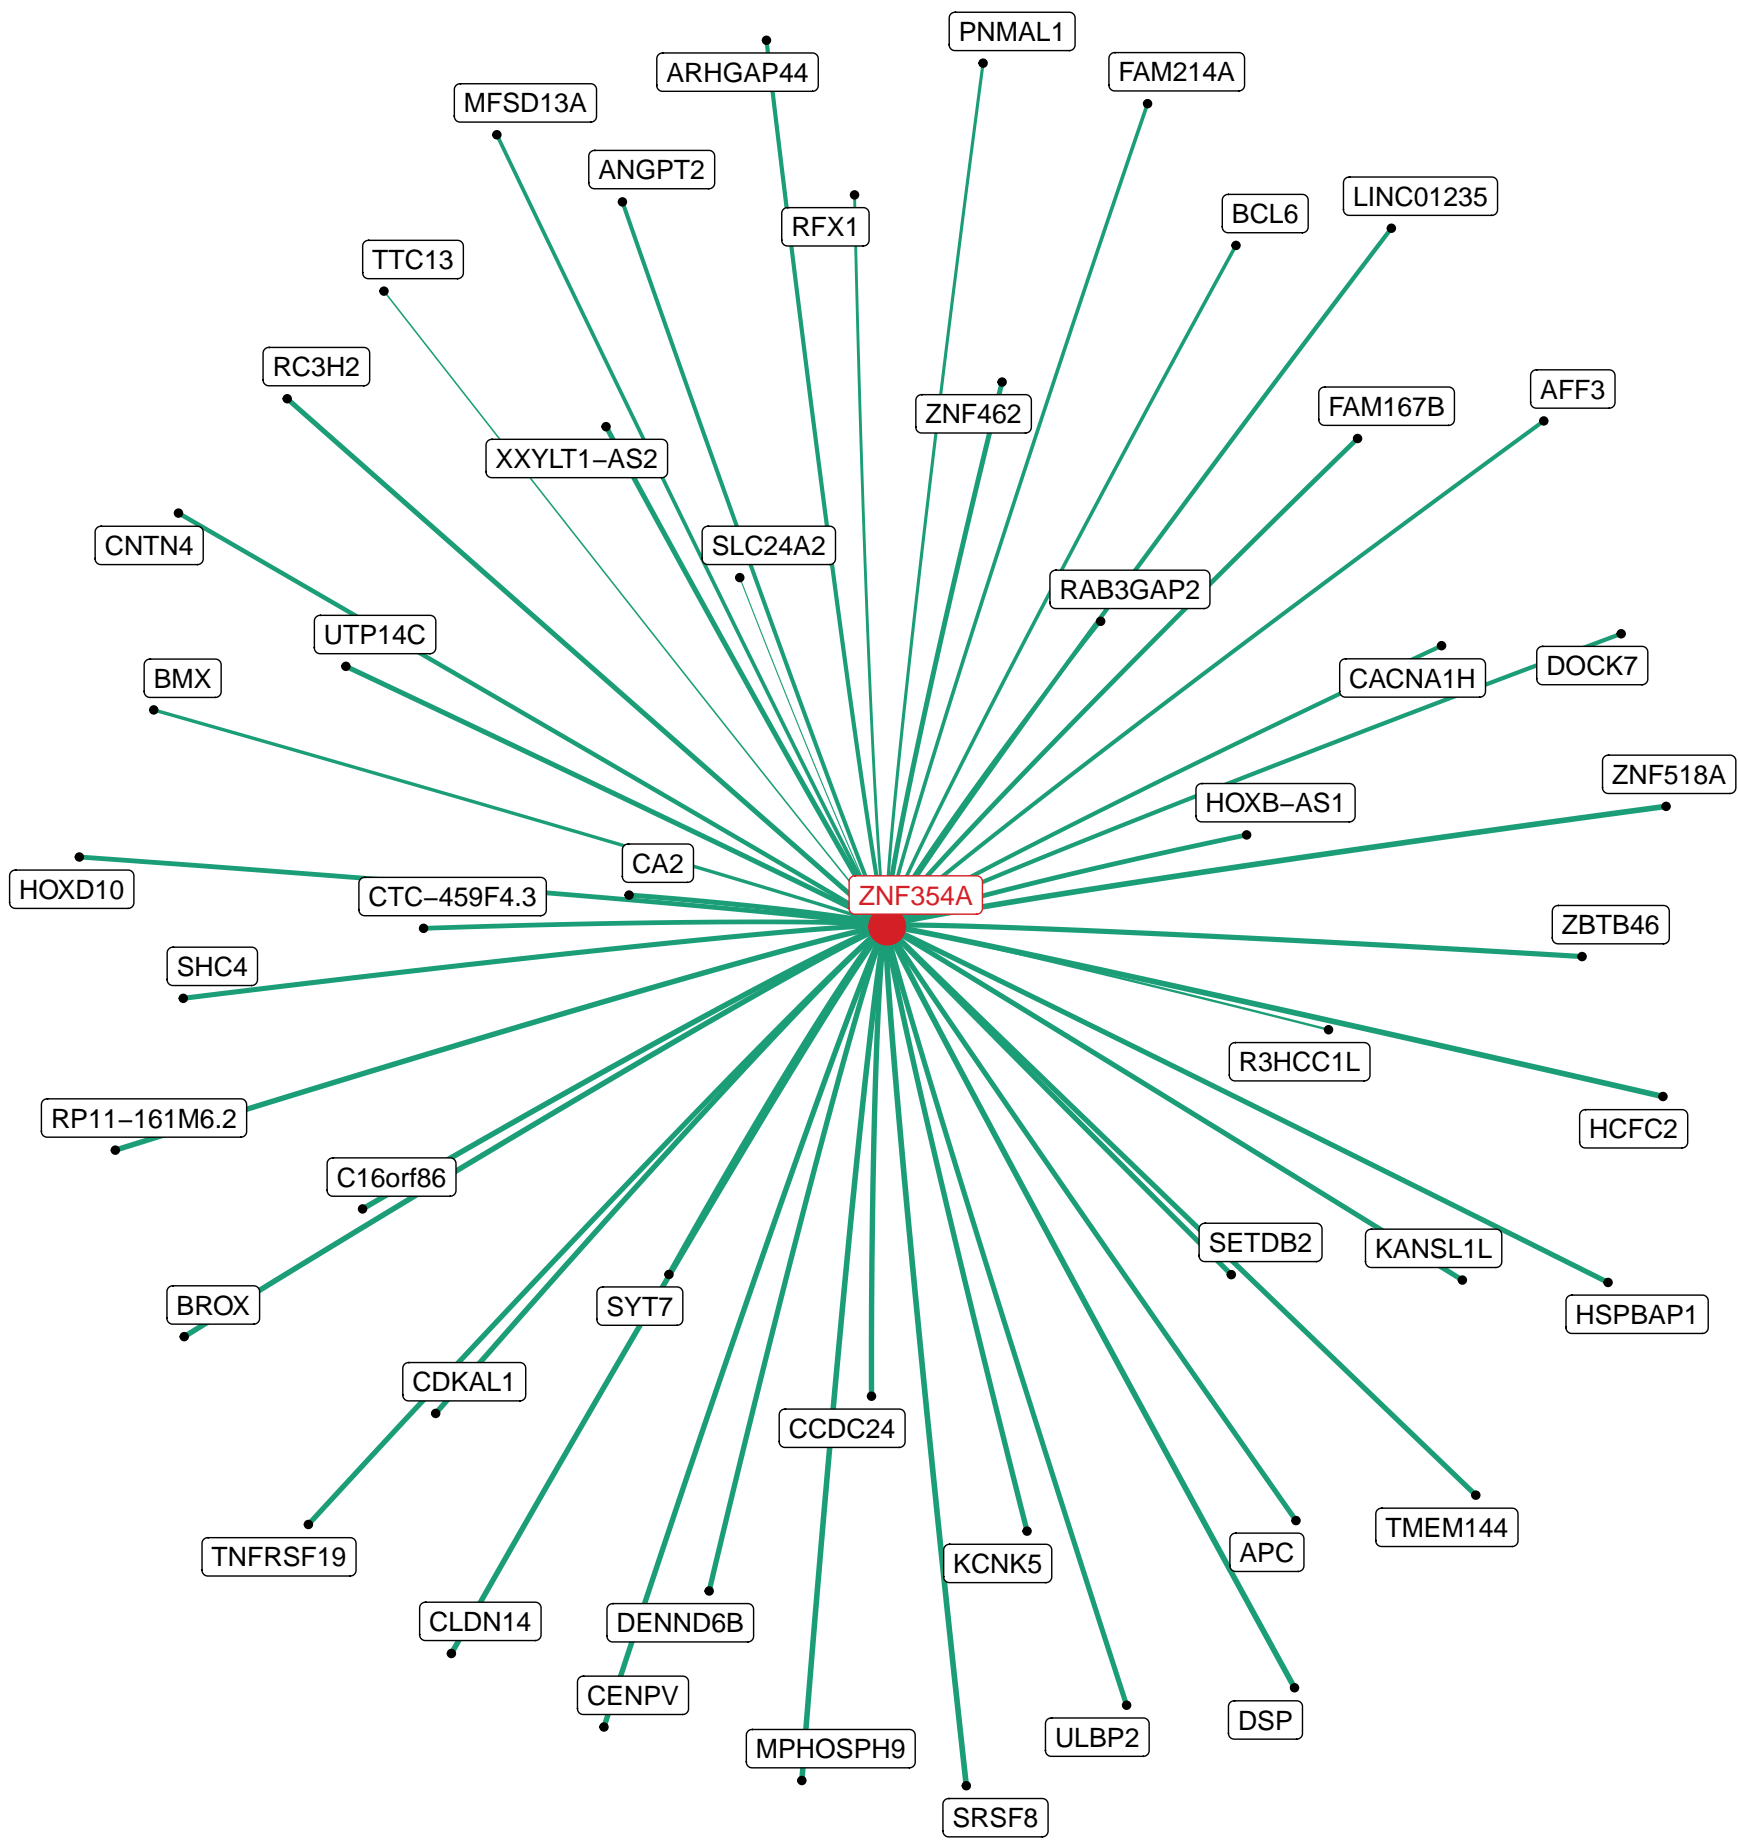 PNMAL1
ARHGAP44
FAM214A
MFSD13A
ANGPT2
LINC01235
BCL6
RFX1
TTC13
RC3H2
AFF3
FAM167B
ZNF462
XXYLT1−AS2
CNTN4
SLC24A2
RAB3GAP2
UTP14C
DOCK7
BMX
CACNA1H
ZNF518A
HOXB−AS1
CA2
HOXD10
CTC−459F4.3
ZNF354A
ZBTB46
SHC4
R3HCC1L
RP11−161M6.2
HCFC2
C16orf86
SETDB2
KANSL1L
BROX
SYT7
HSPBAP1
CDKAL1
CCDC24
TMEM144
APC
TNFRSF19
KCNK5
CLDN14
DENND6B
CENPV
DSP
ULBP2
MPHOSPH9
SRSF8